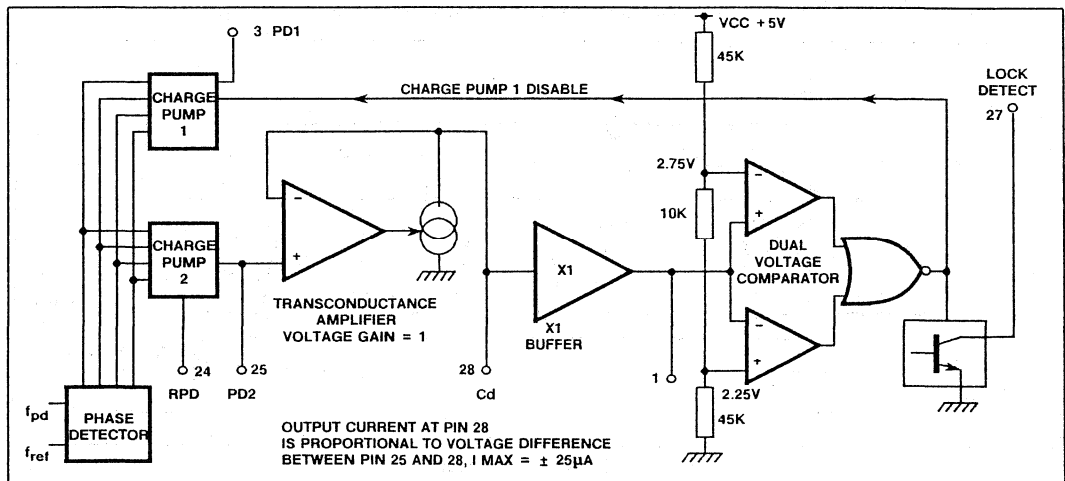 3 PD1
VCC +5V
45K
LOCK
DETECT
27
CHARGE
PUMP
1
CHARGE PUMP 1 DISABLE
2.75V
−
+
10K
DUAL
VOLTAGE
COMPARATOR
−
+
CHARGE
PUMP
2
−
+
X1
TRANSCONDUCTANCE
AMPLIFIER
VOLTAGE GAIN = 1
X1
BUFFER
24
RPD
25
PD2
28
Cd
1
2.25V
45K
fpd
fref
PHASE
DETECTOR
OUTPUT CURRENT AT PIN 28
IS PROPORTIONAL TO VOLTAGE DIFFERENCE
BETWEEN PIN 25 AND 28, I MAX = ± 25µA